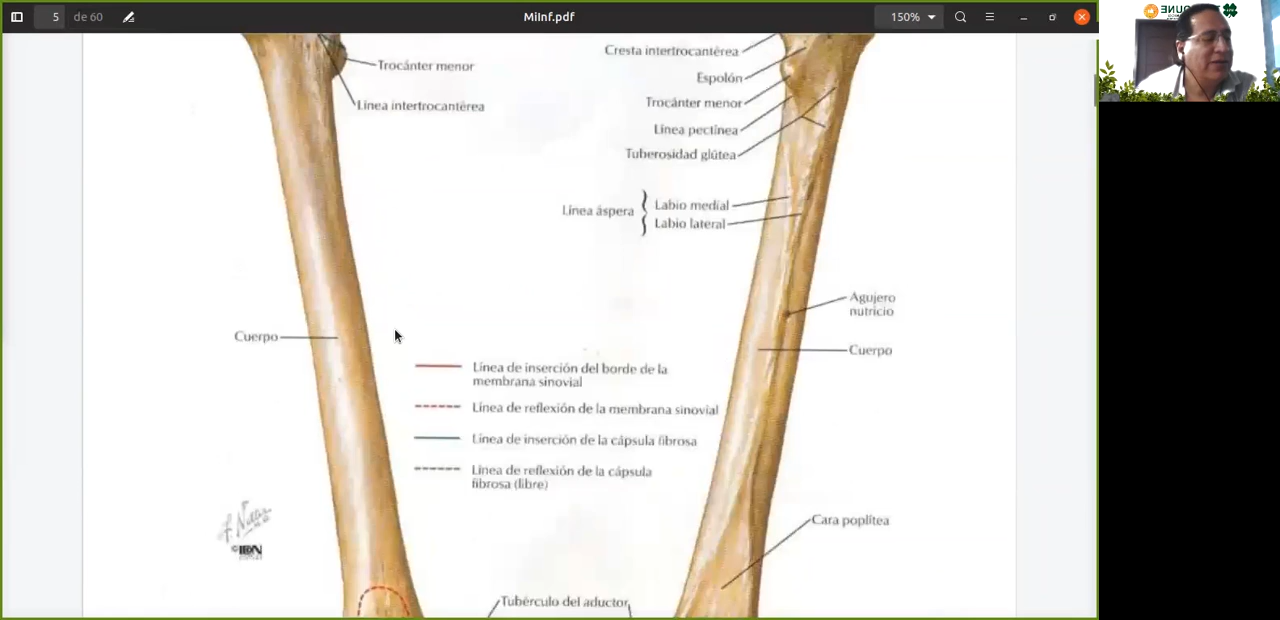 5 de 60
MiInf.pdf
150%
Trocánter menor
Línea intertrocantérea
Cresta intertrocantérea
Espolón
Trocánter menor
Línea pectínea
Tuberosidad glútea
Línea áspera
Labio medial
Labio lateral
Agujero
nutricio
Cuerpo
Cuerpo
Línea de inserción del borde de la
membrana sinovial
Línea de reflexión de la membrana sinovial
Línea de inserción de la cápsula fibrosa
Línea de reflexión de la cápsula
fibrosa (libre)
Cara poplítea
Tubérculo del aductor